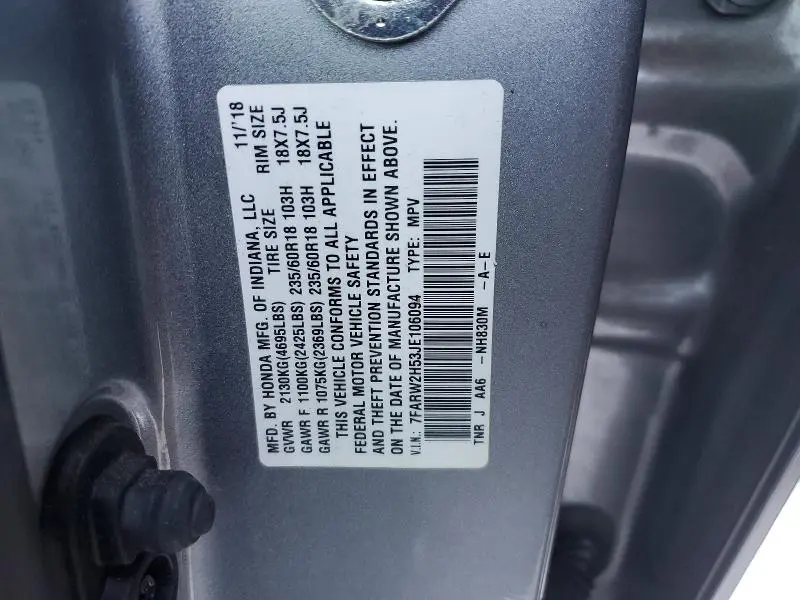 MFD. BY HONDA MFG. OF INDIANA, LLC 11/'18
GVWR 2130KG(4695LBS) TIRE SIZE RIM SIZE
GAWR F 1100KG(2425LBS) 235/60R18 103H 18X7.5J
GAWR R 1075KG(2369LBS) 235/60R18 103H 18X7.5J
THIS VEHICLE CONFORMS TO ALL APPLICABLE
FEDERAL MOTOR VEHICLE SAFETY
AND THEFT PREVENTION STANDARDS IN EFFECT
ON THE DATE OF MANUFACTURE SHOWN ABOVE.
V.I.N.: 7FARW2H53JE106094 TYPE: MPV
TNR J AA6 -NH830M -A-E